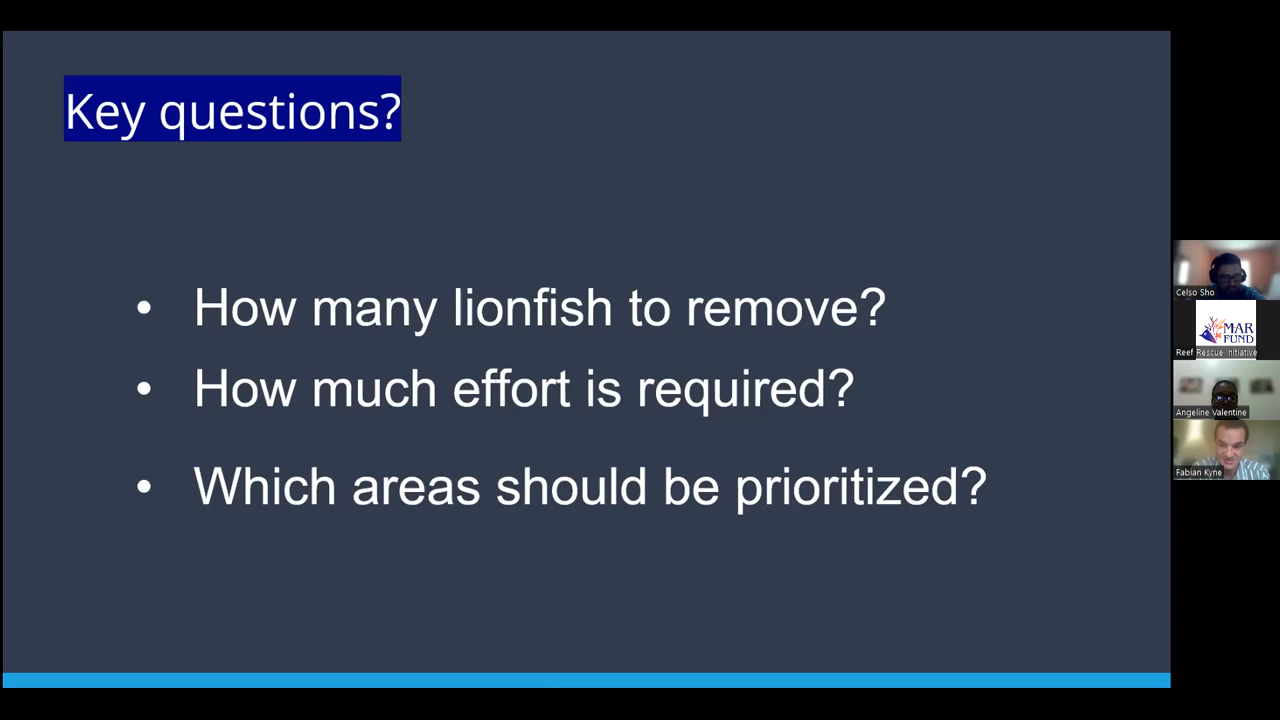 Key questions?
• How many lionfish to remove?
• How much effort is required?
• Which areas should be prioritized?
Celso Sho
MAR
FUND
Reef Rescue Initiative
Angeline Valentine
Fabian Kyne